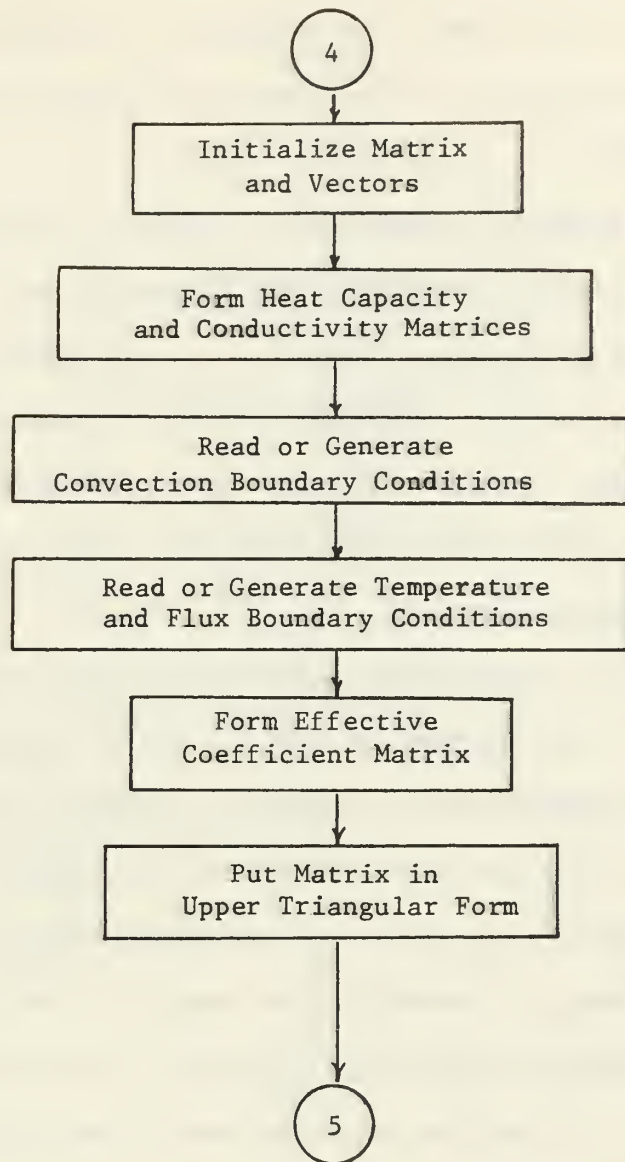 4
Initialize Matrix
and Vectors
Form Heat Capacity
and Conductivity Matrices
Read or Generate
Convection Boundary Conditions
Read or Generate Temperature
and Flux Boundary Conditions
Form Effective
Coefficient Matrix
Put Matrix in
Upper Triangular Form
5